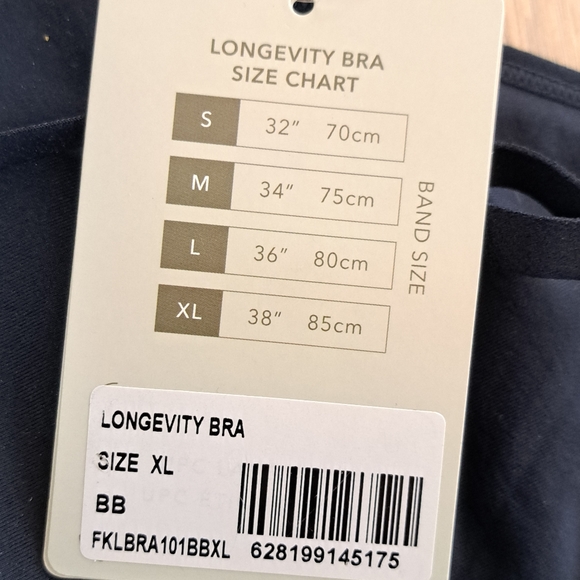 LONGEVITY BRA
SIZE CHART
S 32" 70cm
M 34" 75cm
L 36" 80cm
XL 38" 85cm
BAND SIZE
LONGEVITY BRA
SIZE XL
BB
FKLBRA101BBXL 628199145175